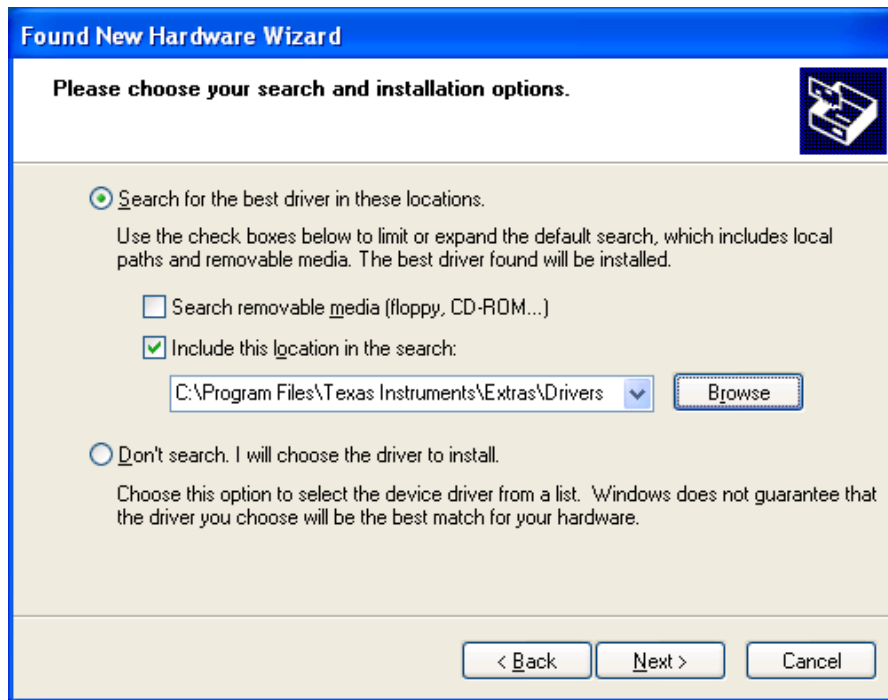 Found New Hardware Wizard
Please choose your search and installation options.
Search for the best driver in these locations.
Use the check boxes below to limit or expand the default search, which includes local
paths and removable media. The best driver found will be installed.
Search removable media (floppy, CD-ROM...)
Include this location in the search:
C:\Program Files\Texas Instruments\Extras\Drivers
Browse
Don't search. I will choose the driver to install.
Choose this option to select the device driver from a list. Windows does not guarantee that
the driver you choose will be the best match for your hardware.
< Back
Next >
Cancel